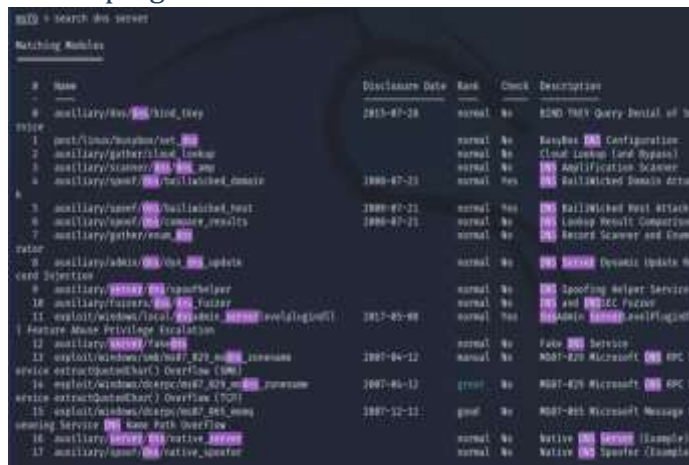 msf5 > search dns server
Matching Modules
# Name Disclosure Date Rank Check Description
0 auxiliary/dos/dns/bind_tkey 2015-07-28 normal No BIND TKEY Query Denial of S
rvice
1 post/linux/busybox/set_dns normal No BusyBox DNS Configuration
2 auxiliary/gather/cloud_lookup normal No Cloud Lookup (and Bypass)
3 auxiliary/scanner/dns/dns_amp normal No DNS Amplification Scanner
4 auxiliary/spoof/dns/bailiwicked_domain 2008-07-21 normal Yes DNS BailiWicked Domain Atta
k
5 auxiliary/spoof/dns/bailiwicked_host 2008-07-21 normal Yes DNS BailiWicked Host Attack
6 auxiliary/spoof/dns/compare_results 2008-07-21 normal No DNS Lookup Result Comparison
7 auxiliary/gather/enum_dns normal No DNS Record Scanner and Enum
rator
8 auxiliary/admin/dns/dyn_dns_update normal No DNS Server Dynamic Update R
cord Injection
9 auxiliary/server/dns/spoofhelper normal No DNS Spoofing Helper Service
10 auxiliary/fuzzers/dns/dns_fuzzer normal No DNS and DNSSEC Fuzzer
11 exploit/windows/local/dnsadmin_serverlevelplugindll 2017-05-08 normal Yes DnsAdmin ServerLevelPluginDl
l Feature Abuse Privilege Escalation
12 auxiliary/server/fakedns normal No Fake DNS Service
13 exploit/windows/smb/ms07_029_msdns_zonename 2007-04-12 manual No MS07-029 Microsoft DNS RPC
ervice extractQuotedChar() Overflow (SMB)
14 exploit/windows/dcerpc/ms07_029_msdns_zonename 2007-04-12 great No MS07-029 Microsoft DNS RPC
ervice extractQuotedChar() Overflow (TCP)
15 exploit/windows/dcerpc/ms07_065_msmq 2007-12-11 good No MS07-065 Microsoft Message
ueueing Service DNS Name Path Overflow
16 auxiliary/server/dns/native_server normal No Native DNS Server (Example)
17 auxiliary/spoof/dns/native_spoofer normal No Native DNS Spoofer (Example